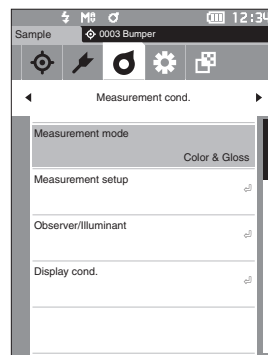 12:34
Sample
0003 Bumper
Measurement cond.
Measurement mode
Color & Gloss
Measurement setup
Observer/Illuminant
Display cond.